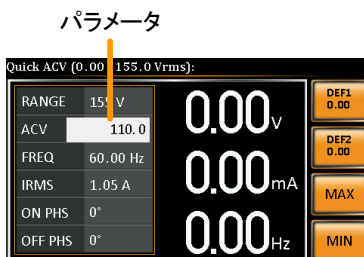 パラメータ
Quick ACV (0.00 155.0 Vrms):
RANGE 155 V
ACV 110.0
FREQ 60.00 Hz
IRMS 1.05 A
ON PHS 0°
OFF PHS 0°
0.00V
0.00mA
0.00Hz
DEF1
0.00
DEF2
0.00
MAX
MIN